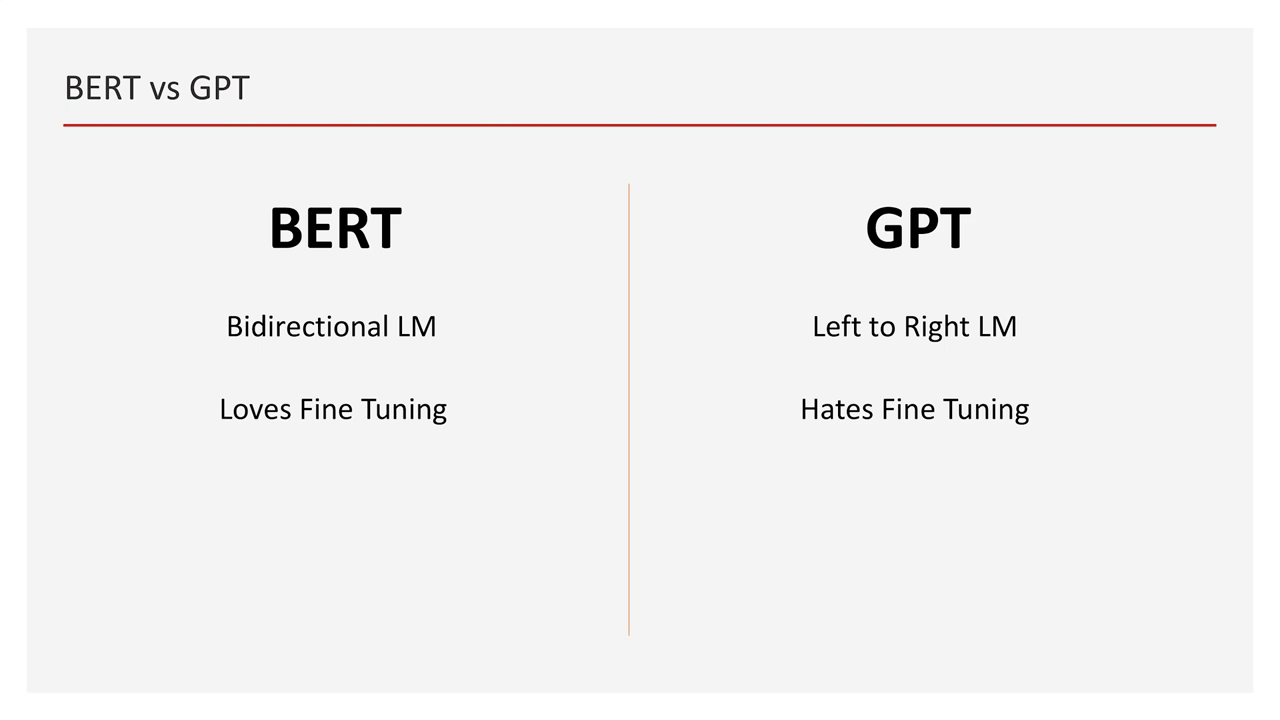 BERT vs GPT
BERT
Bidirectional LM
Loves Fine Tuning
GPT
Left to Right LM
Hates Fine Tuning